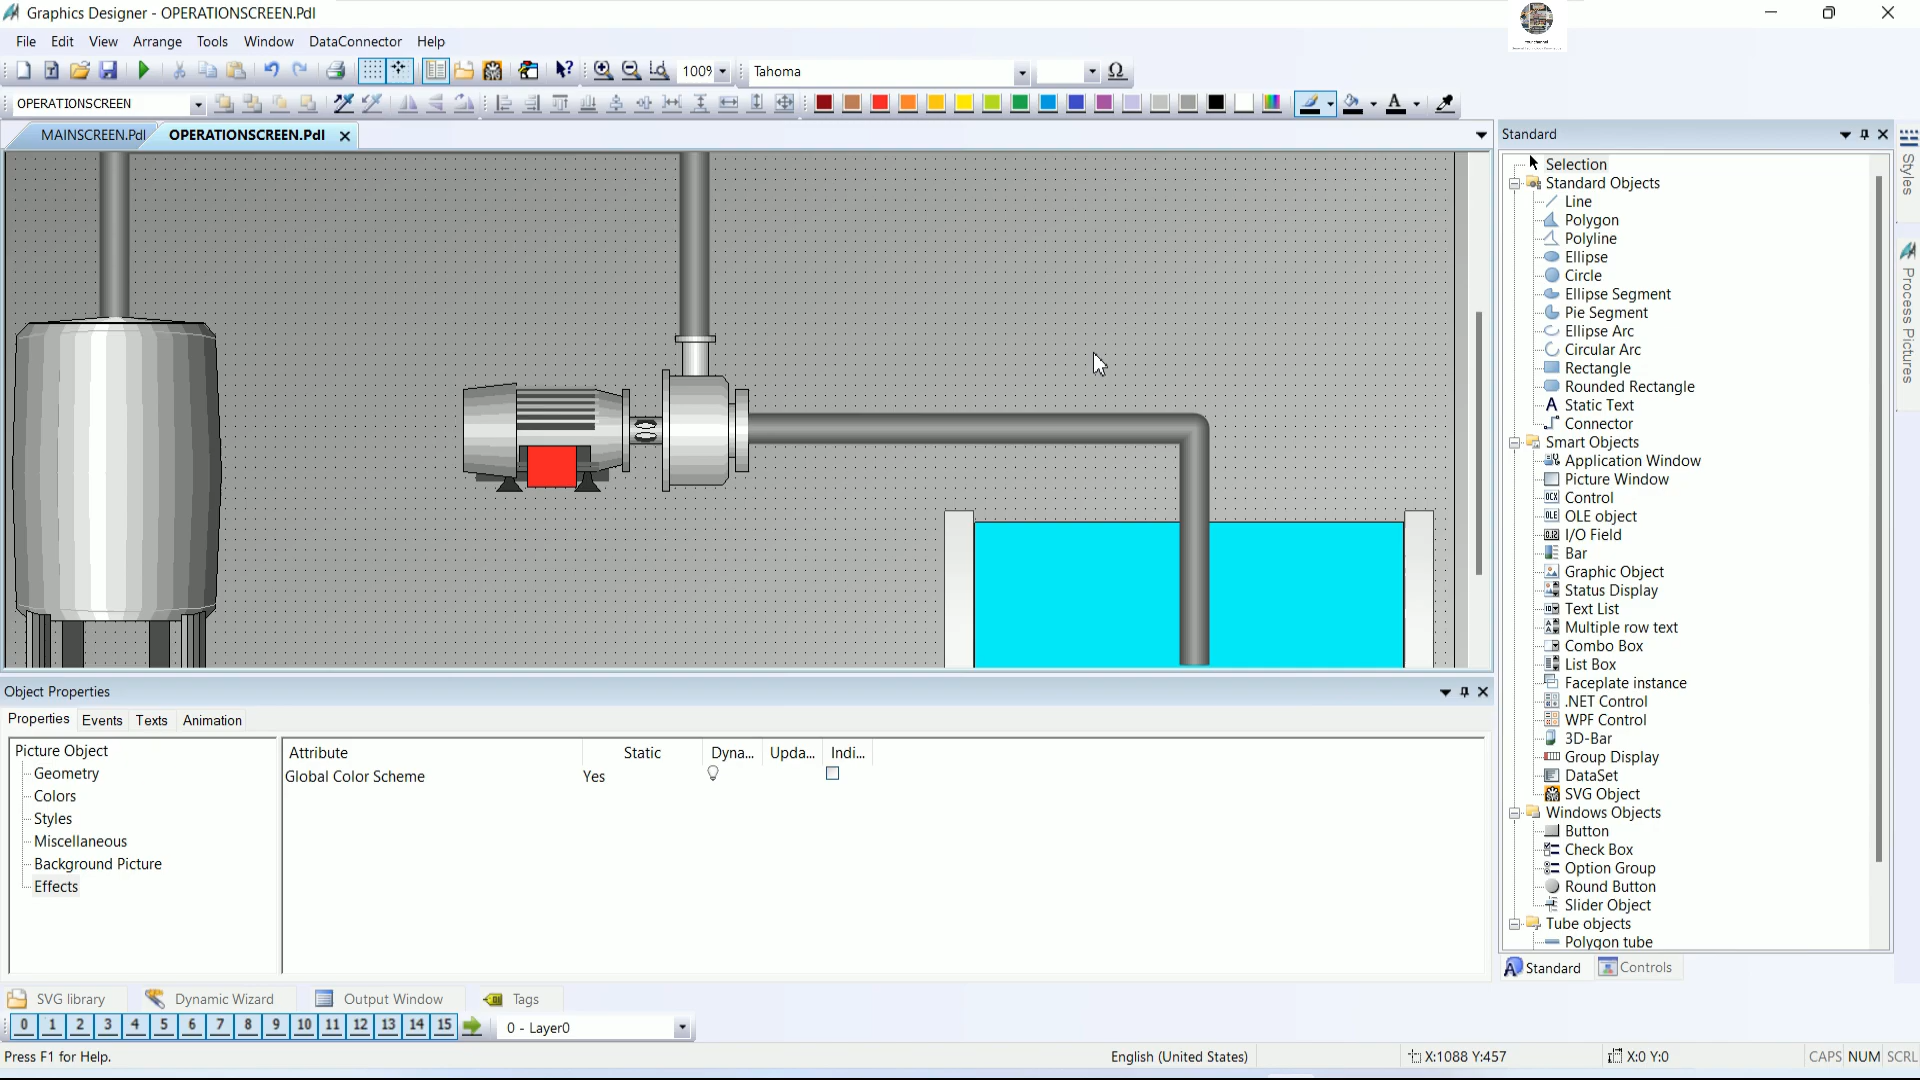 Graphics Designer - OPERATIONSCREEN.Pdl
File Edit View Arrange Tools Window DataConnector Help
100% Tahoma Ω
OPERATIONSCREEN
MAINSCREEN.Pdl OPERATIONSCREEN.Pdl
Standard
Selection
Standard Objects
Line
Polygon
Polyline
Ellipse
Circle
Ellipse Segment
Pie Segment
Ellipse Arc
Circular Arc
Rectangle
Rounded Rectangle
A Static Text
Connector
Smart Objects
Application Window
Picture Window
OCX Control
OLE OLE object
0.12 I/O Field
Bar
Graphic Object
Status Display
Text List
Multiple row text
Combo Box
List Box
Faceplate instance
.NET Control
WPF Control
3D-Bar
Group Display
DataSet
SVG Object
Windows Objects
Button
Check Box
Option Group
Round Button
Slider Object
Tube objects
Polygon tube
Standard Controls
Styles
Process Pictures
Object Properties
Properties Events Texts Animation
Picture Object
Geometry
Colors
Styles
Miscellaneous
Background Picture
Effects
Attribute Static Dyna... Upda... Indi...
Global Color Scheme Yes
SVG library Dynamic Wizard Output Window Tags
0 1 2 3 4 5 6 7 8 9 10 11 12 13 14 15 0 - Layer0
Press F1 for Help. English (United States) X:1088 Y:457 X:0 Y:0 CAPS NUM SCRL